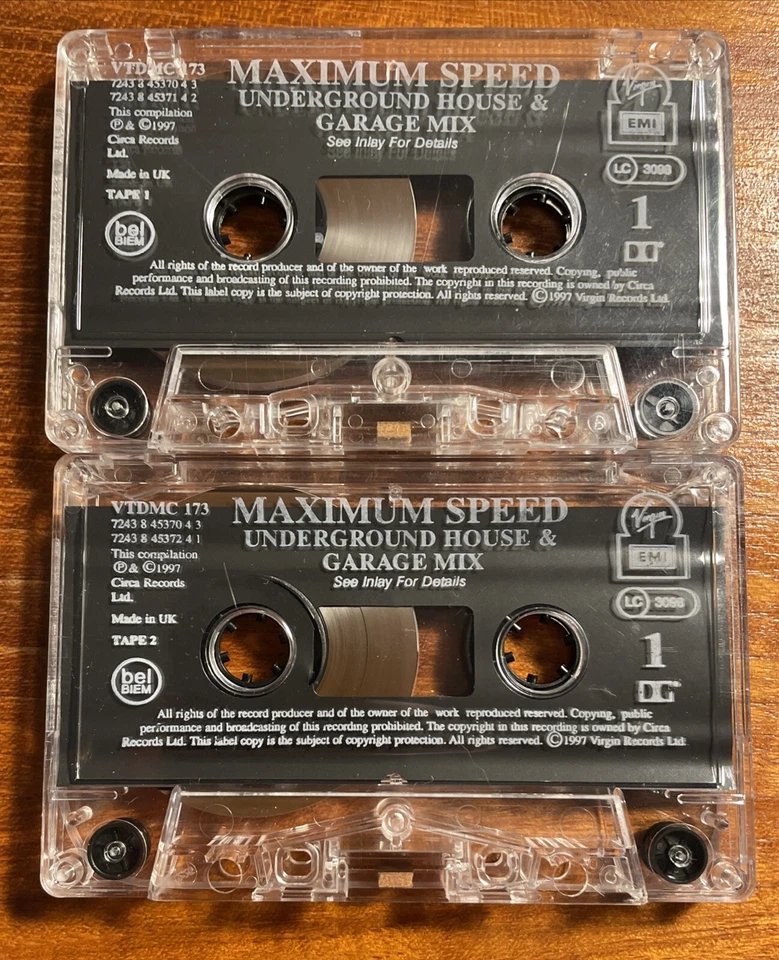 VTDMC 173
7243 8 45370 4 3
7243 8 45371 4 2
This compilation
Ⓟ & ©1997
Circa Records
Ltd.
Made in UK
TAPE 1
bel
BIEM
MAXIMUM SPEED
UNDERGROUND HOUSE &
GARAGE MIX
See Inlay For Details
Virgin
EMI
LC 3098
1
All rights of the record producer and of the owner of the work reproduced reserved. Copying, public
performance and broadcasting of this recording prohibited. The copyright in this recording is owned by Circa
Records Ltd. This label copy is the subject of copyright protection. All rights reserved. ©1997 Virgin Records Ltd.
VTDMC 173
7243 8 45370 4 3
7243 8 45372 4 1
This compilation
Ⓟ & ©1997
Circa Records
Ltd.
Made in UK
TAPE 2
bel
BIEM
MAXIMUM SPEED
UNDERGROUND HOUSE &
GARAGE MIX
See Inlay For Details
Virgin
EMI
LC 3098
1
All rights of the record producer and of the owner of the work reproduced reserved. Copying, public
performance and broadcasting of this recording prohibited. The copyright in this recording is owned by Circa
Records Ltd. This label copy is the subject of copyright protection. All rights reserved. ©1997 Virgin Records Ltd.